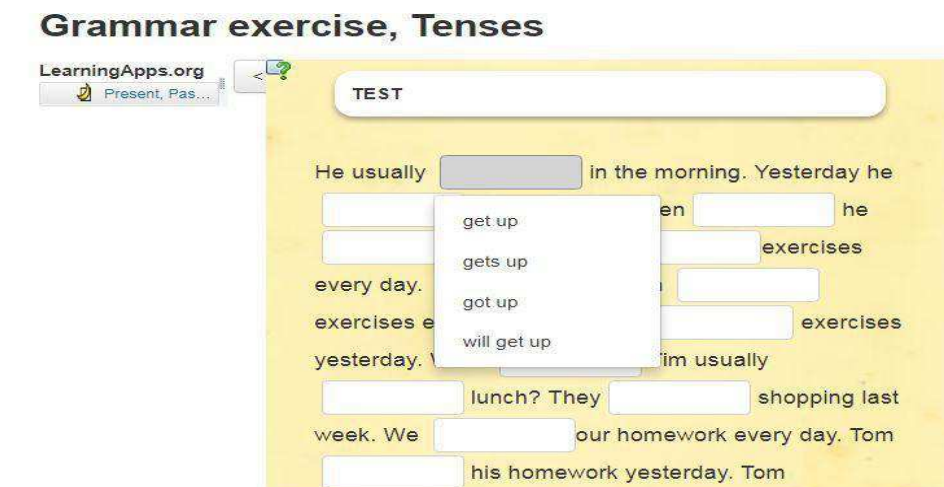 Grammar exercise, Tenses
LearningApps.org
Present, Pas...
<
?
TEST
He usually in the morning. Yesterday he
en he
exercises
every day.
exercises e exercises
yesterday. im usually
lunch? They shopping last
week. We our homework every day. Tom
his homework yesterday. Tom
get up
gets up
got up
will get up